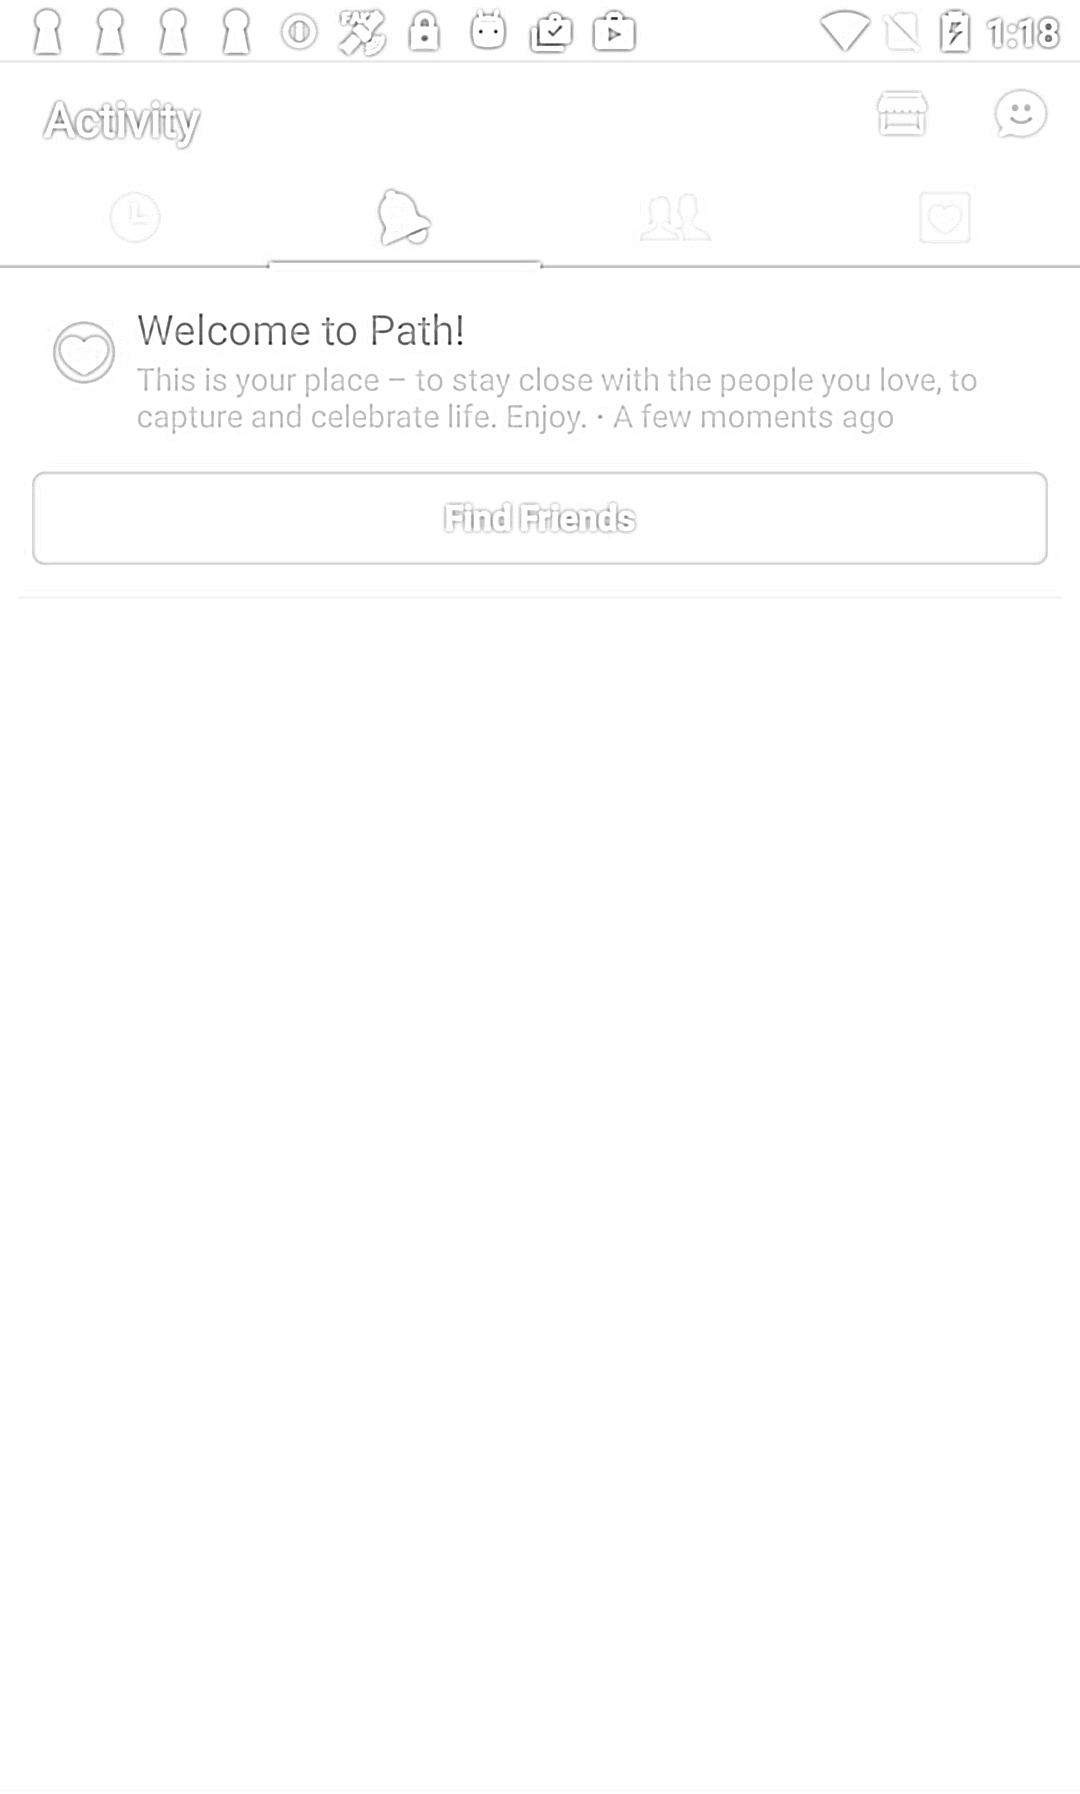 FAV
1:18
Activity
Welcome to Path!
This is your place – to stay close with the people you love, to
capture and celebrate life. Enjoy. · A few moments ago
Find Friends